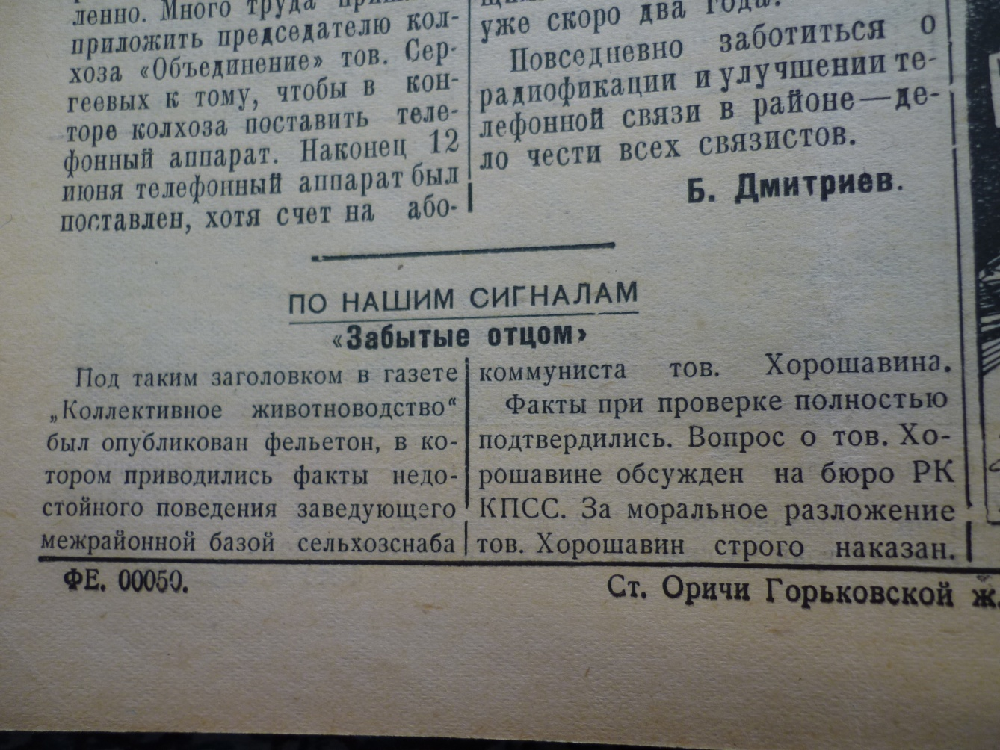 ленно. Много труда
приложить председателю кол-
хоза «Объединение» тов. Сер-
геевых к тому, чтобы в кон-
торе колхоза поставить теле-
фонный аппарат. Наконец 12
июня телефонный аппарат был
поставлен, хотя счет на або-
уже скоро два года.
Повседневно заботиться о
радиофикации и улучшении те-
лефонной связи в районе—де-
ло чести всех связистов.
Б. Дмитриев.
ПО НАШИМ СИГНАЛАМ
«Забытые отцом»
Под таким заголовком в газете
„Коллективное животноводство“
был опубликован фельетон, в ко-
тором приводились факты недо-
стойного поведения заведующего
межрайонной базой сельхозснаба
коммуниста тов. Хорошавина.
Факты при проверке полностью
подтвердились. Вопрос о тов. Хо-
рошавине обсужден на бюро РК
КПСС. За моральное разложение
тов. Хорошавин строго наказан.
ФЕ. 00050.
Ст. Оричи Горьковской ж.